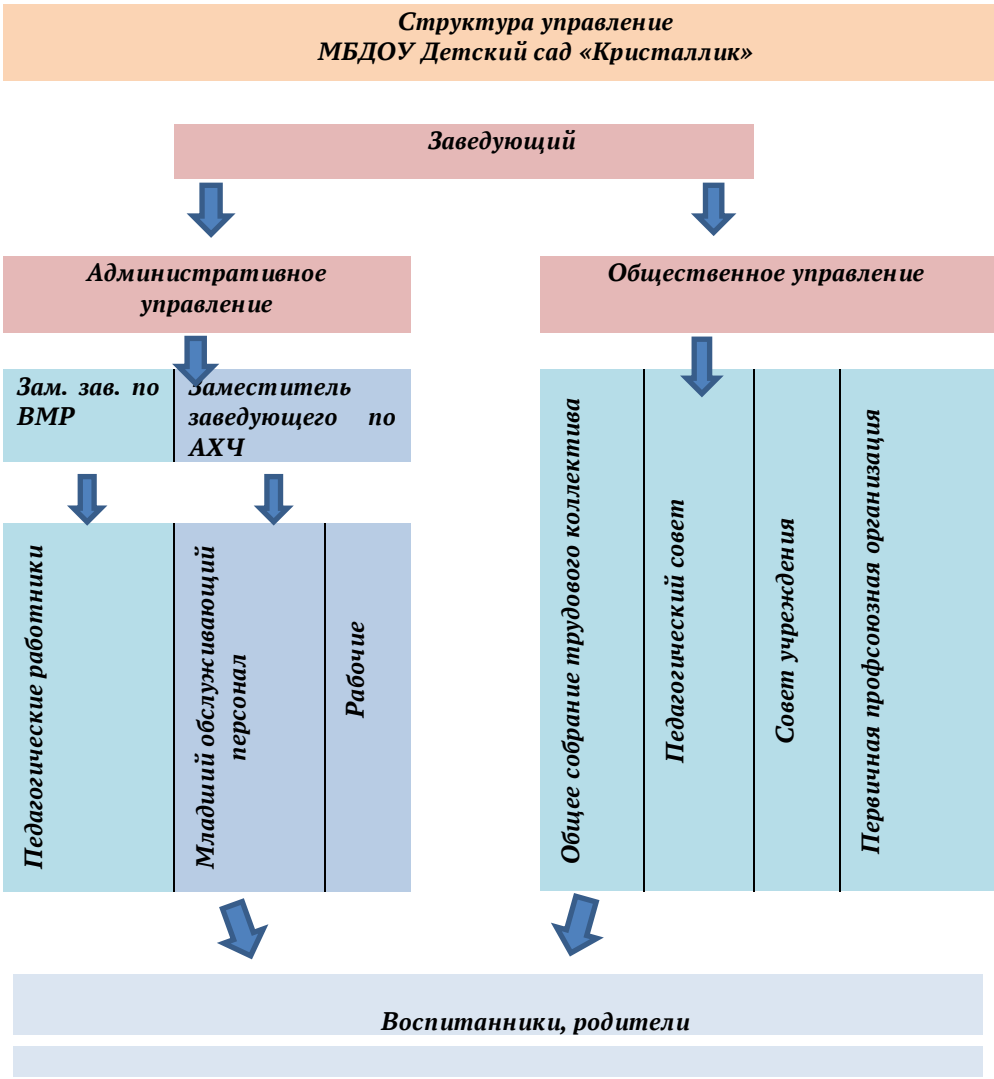 Структура управление
МБДОУ Детский сад «Кристаллик»
Заведующий
Административное
управление
Общественное управление
Зам. зав. по
ВМР
Заместитель
заведующего по
АХЧ
Педагогические работники
Младший обслуживающий
персонал
Рабочие
Общее собрание трудового коллектива
Педагогический совет
Совет учреждения
Первичная профсоюзная организация
Воспитанники, родители